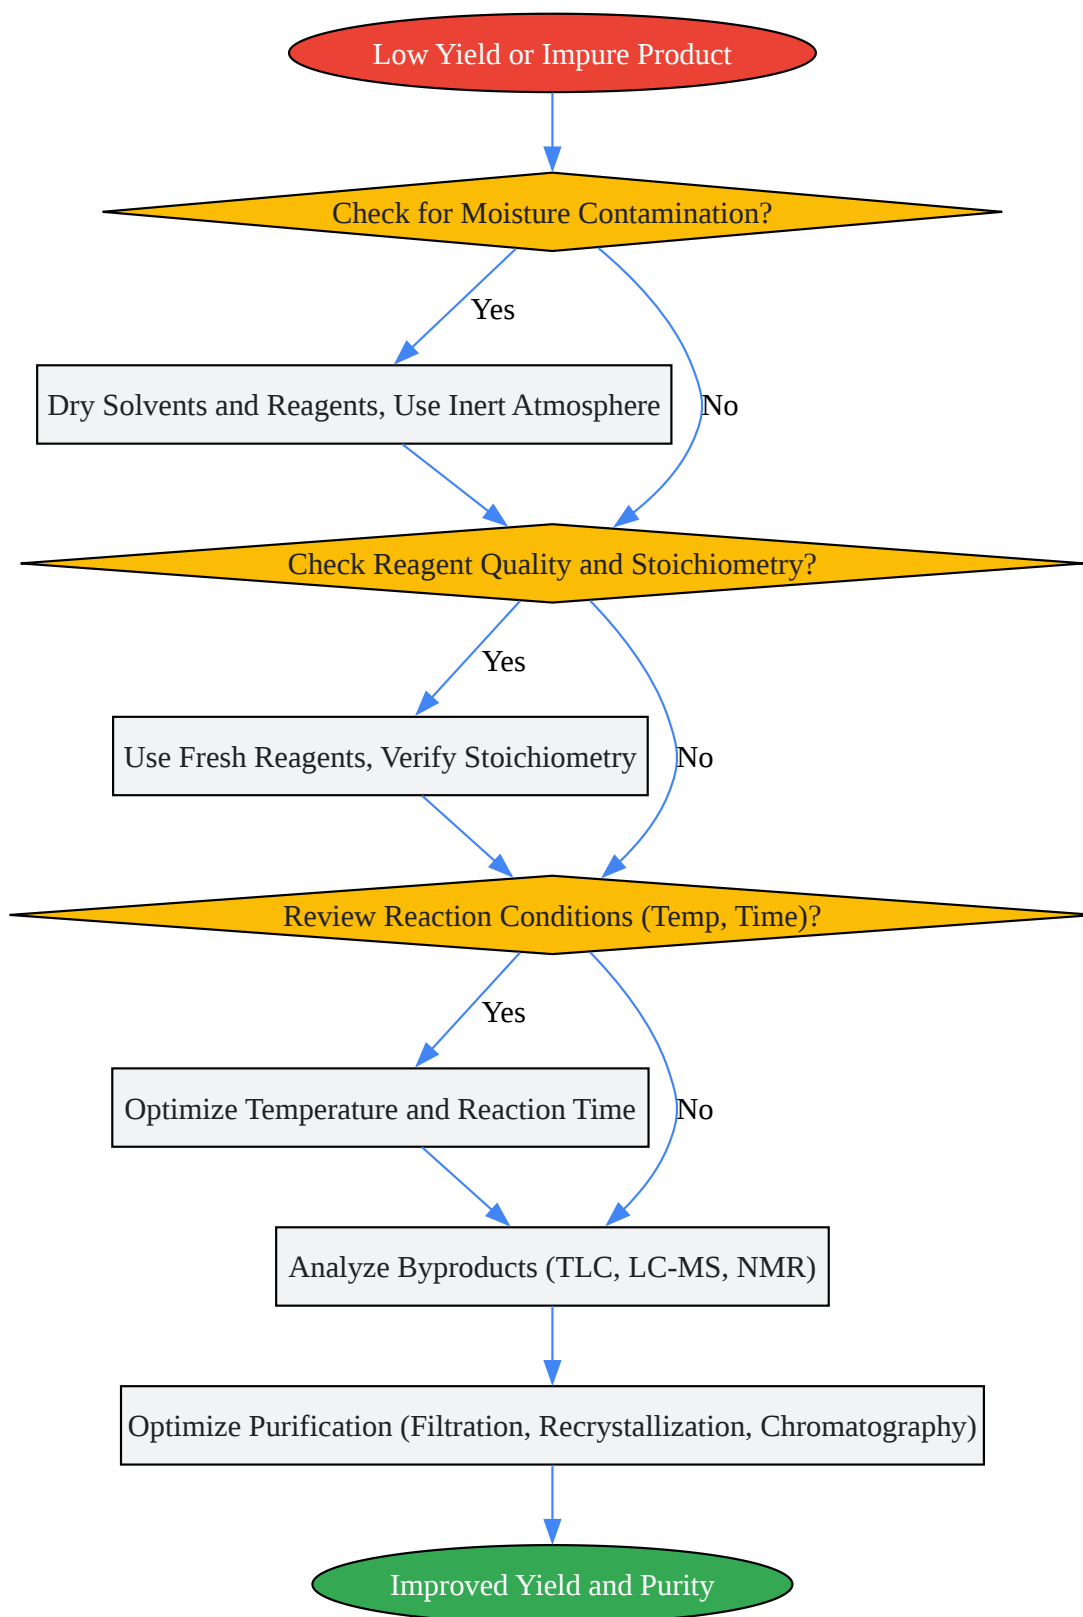 Low Yield or Impure Product
Check for Moisture Contamination?
Yes
Dry Solvents and Reagents, Use Inert Atmosphere
No
Check Reagent Quality and Stoichiometry?
Yes
Use Fresh Reagents, Verify Stoichiometry
No
Review Reaction Conditions (Temp, Time)?
Yes
Optimize Temperature and Reaction Time
No
Analyze Byproducts (TLC, LC-MS, NMR)
Optimize Purification (Filtration, Recrystallization, Chromatography)
Improved Yield and Purity